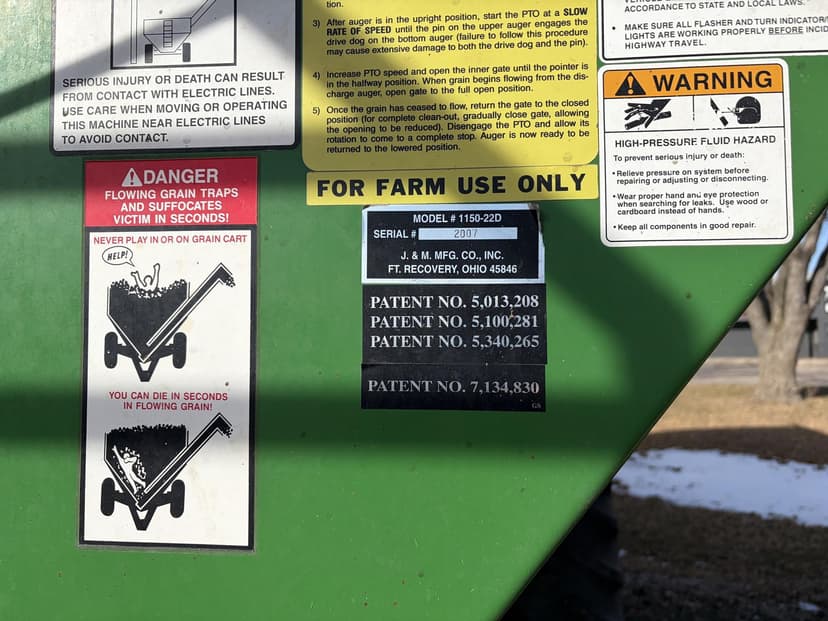 SERIOUS INJURY OR DEATH CAN RESULT
FROM CONTACT WITH ELECTRIC LINES.
USE CARE WHEN MOVING OR OPERATING
THIS MACHINE NEAR ELECTRIC LINES
TO AVOID CONTACT.
tion.
3) After auger is in the upright position, start the PTO at a SLOW
RATE OF SPEED until the pin on the upper auger engages the
drive dog on the bottom auger (failure to follow this procedure
may cause extensive damage to both the drive dog and the pin).
4) Increase PTO speed and open the inner gate until the pointer is
in the halfway position. When grain begins flowing from the dis-
charge auger, open gate to the full open position.
5) Once the grain has ceased to flow, return the gate to the closed
position (for complete clean-out, gradually close gate, allowing
the opening to be reduced). Disengage the PTO and allow its
rotation to come to a complete stop. Auger is now ready to be
returned to the lowered position.
FOR FARM USE ONLY
ACCORDANCE TO STATE AND LOCAL LAWS.
• MAKE SURE ALL FLASHER AND TURN INDICATOR
LIGHTS ARE WORKING PROPERLY BEFORE
HIGHWAY TRAVEL.
WARNING
HIGH-PRESSURE FLUID HAZARD
To prevent serious injury or death:
• Relieve pressure on system before
repairing or adjusting or disconnecting.
• Wear proper hand and eye protection
when searching for leaks. Use wood or
cardboard instead of hands.
• Keep all components in good repair.
DANGER
FLOWING GRAIN TRAPS
AND SUFFOCATES
VICTIM IN SECONDS!
NEVER PLAY IN OR ON GRAIN CART
HELP!
YOU CAN DIE IN SECONDS
IN FLOWING GRAIN!
MODEL # 1150-22D
SERIAL # 2007
J. & M. MFG. CO., INC.
FT. RECOVERY, OHIO 45846
PATENT NO. 5,013,208
PATENT NO. 5,100,281
PATENT NO. 5,340,265
PATENT NO. 7,134,830
GS